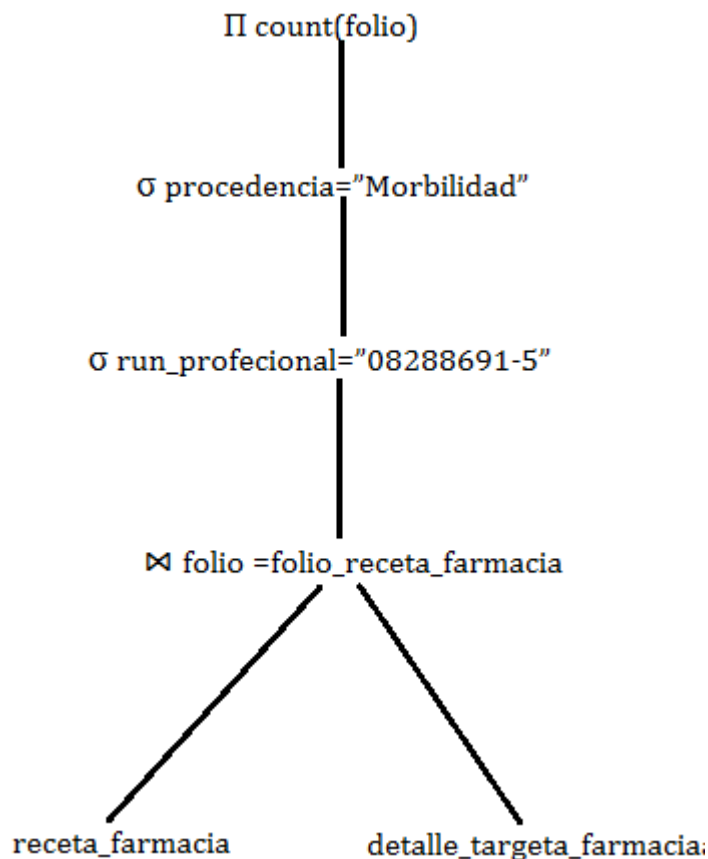 Π count(folio)
σ procedencia=”Morbilidad”
σ run_profecional=”08288691-5”
⋈ folio =folio_receta_farmacia
receta_farmacia
detalle_targeta_farmacia